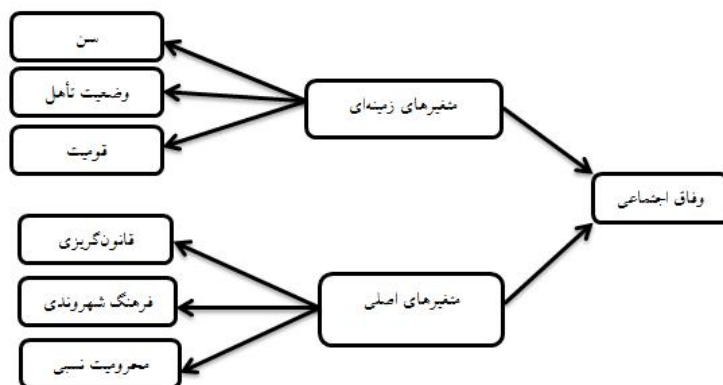 سن
وضعیت تأهل
متغیرهای زمینه‌ای
قومیت
وفاق اجتماعی
قانون‌گریزی
متغیرهای اصلی
فرهنگ شهروندی
محرومیت نسبی